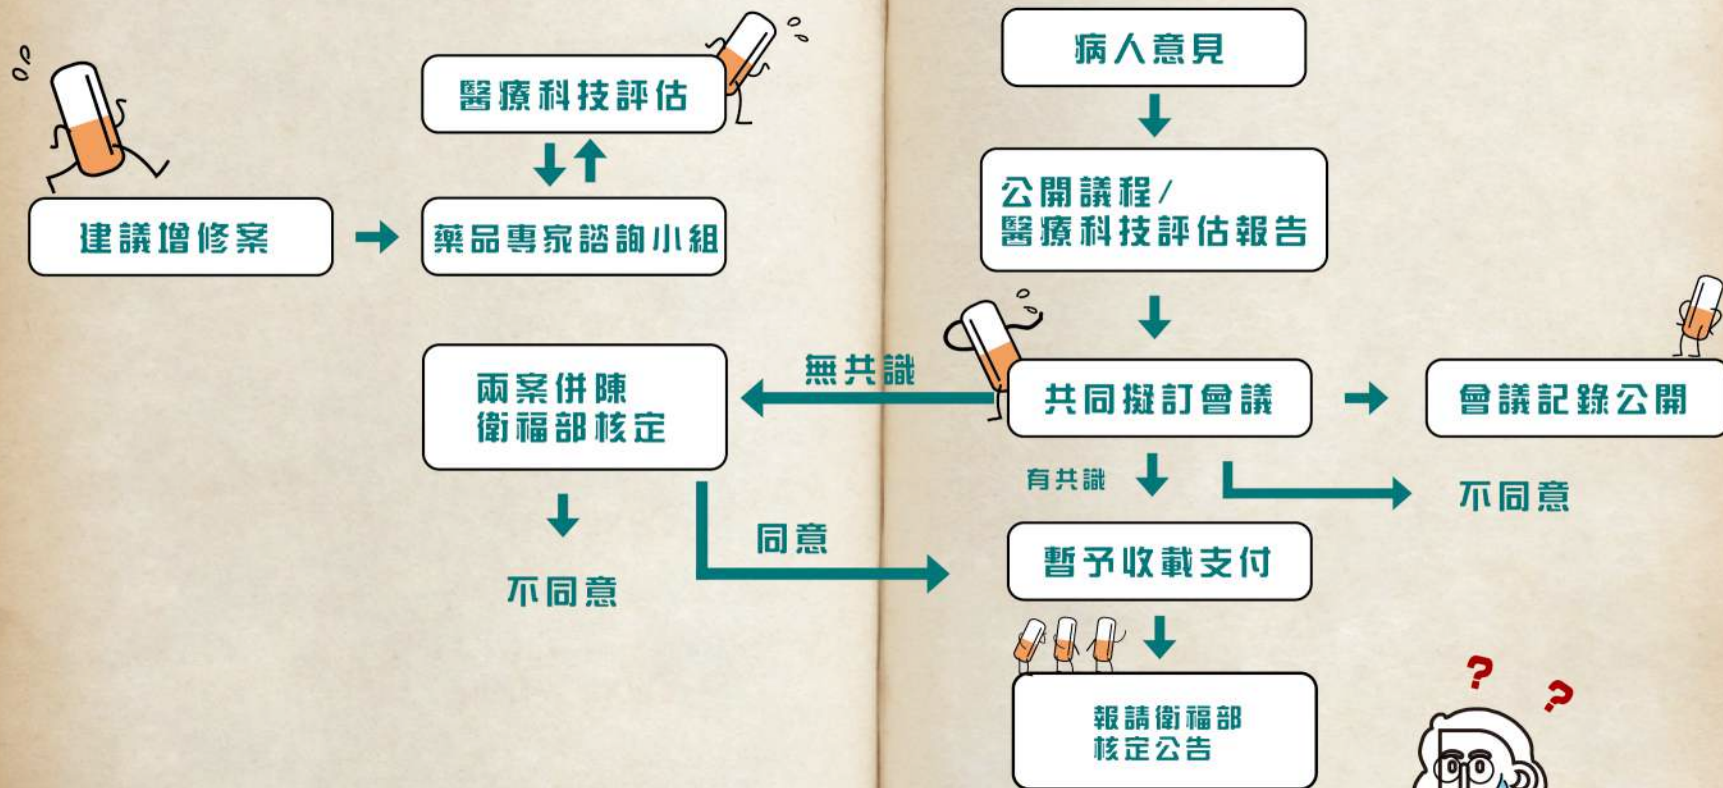 醫療科技評估
建議增修案
藥品專家諮詢小組
兩案併陳
衛福部核定
不同意
同意
無共識
病人意見
公開議程/
醫療科技評估報告
共同擬訂會議
會議記錄公開
有共識
不同意
暫予收載支付
報請衛福部
核定公告
? ?